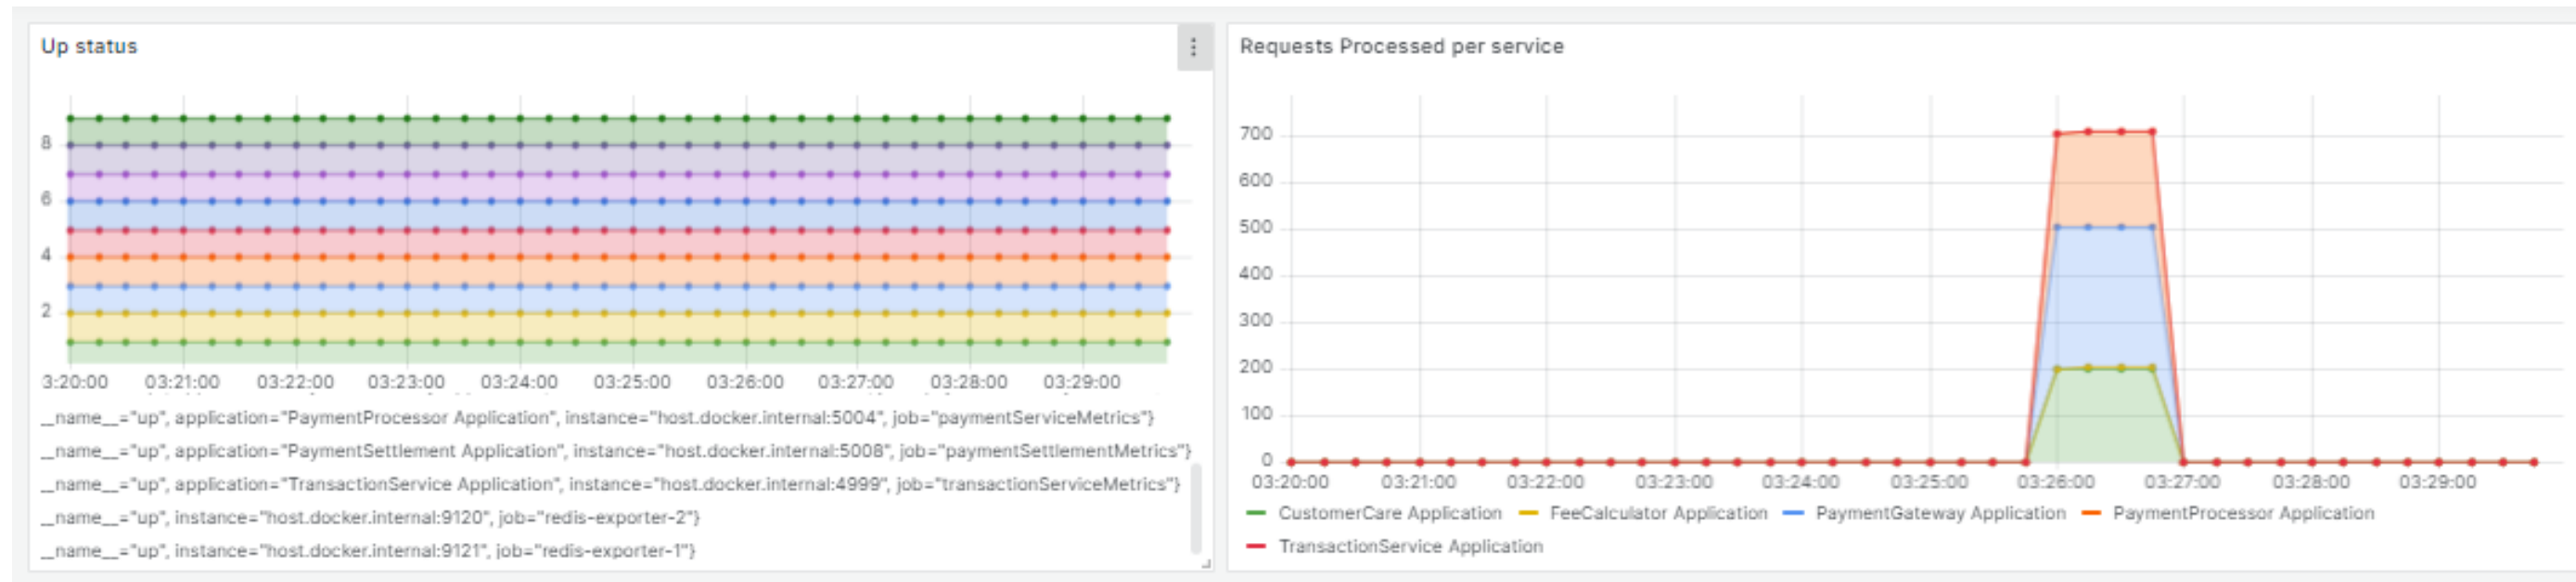 Up status
8
6
4
2
3:20:00 03:21:00 03:22:00 03:23:00 03:24:00 03:25:00 03:26:00 03:27:00 03:28:00 03:29:00
__name__="up", application="PaymentProcessor Application", instance="host.docker.internal:5004", job="paymentServiceMetrics"}
__name__="up", application="PaymentSettlement Application", instance="host.docker.internal:5008", job="paymentSettlementMetrics"}
__name__="up", application="TransactionService Application", instance="host.docker.internal:4999", job="transactionServiceMetrics"}
__name__="up", instance="host.docker.internal:9120", job="redis-exporter-2"}
__name__="up", instance="host.docker.internal:9121", job="redis-exporter-1"}
Requests Processed per service
700
600
500
400
300
200
100
0
03:20:00 03:21:00 03:22:00 03:23:00 03:24:00 03:25:00 03:26:00 03:27:00 03:28:00 03:29:00
CustomerCare Application FeeCalculator Application PaymentGateway Application PaymentProcessor Application
TransactionService Application